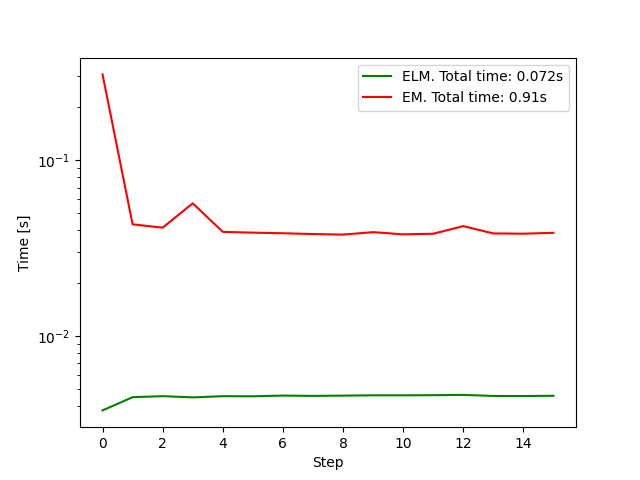 ELM. Total time: 0.072s
EM. Total time: 0.91s
10⁻¹
10⁻²
Time [s]
0 2 4 6 8 10 12 14
Step